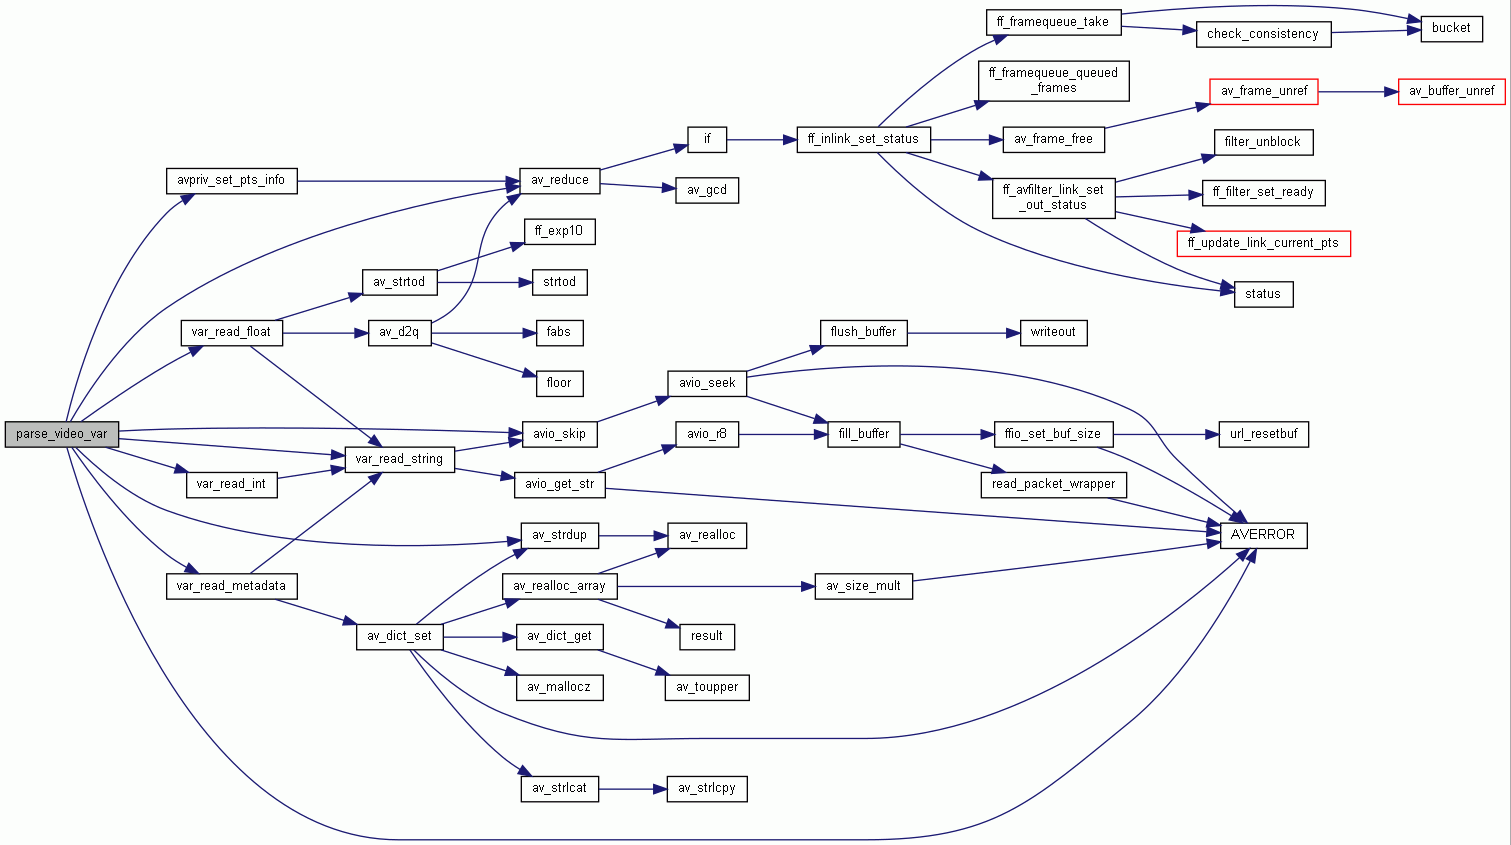 ff_framequeue_take
bucket
check_consistency
ff_framequeue_queued
_frames
av_frame_unref
av_buffer_unref
if
ff_inlink_set_status
av_frame_free
filter_unblock
avpriv_set_pts_info
av_reduce
av_gcd
ff_avfilter_link_set
_out_status
ff_filter_set_ready
ff_exp10
ff_update_link_current_pts
av_strtod
strtod
status
var_read_float
av_d2q
fabs
flush_buffer
writeout
floor
avio_seek
parse_video_var
avio_skip
avio_r8
fill_buffer
ffio_set_buf_size
url_resetbuf
var_read_string
var_read_int
avio_get_str
read_packet_wrapper
av_strdup
av_realloc
AVERROR
var_read_metadata
av_realloc_array
av_size_mult
av_dict_set
av_dict_get
result
av_mallocz
av_toupper
av_strlcat
av_strlcpy